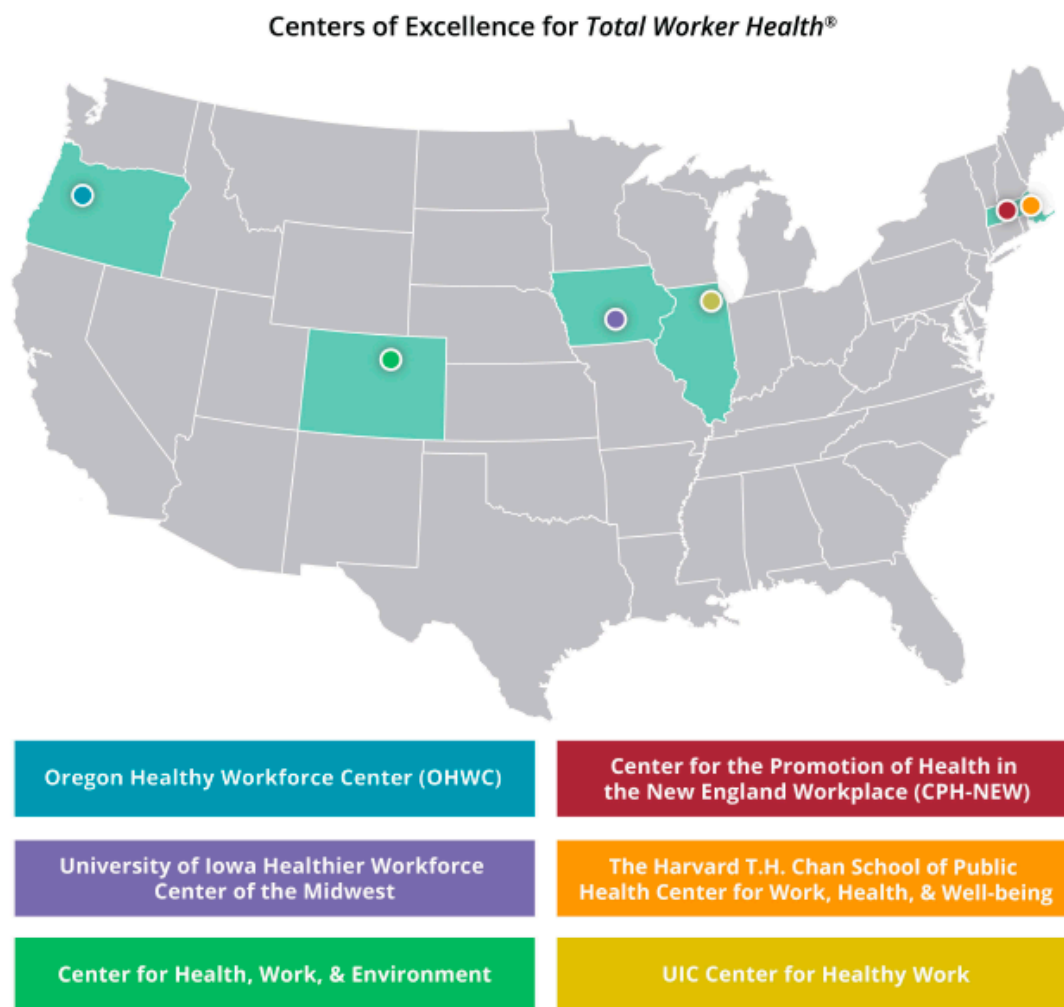 Centers of Excellence for Total Worker Health®
Oregon Healthy Workforce Center (OHWC)
Center for the Promotion of Health in
the New England Workplace (CPH-NEW)
University of Iowa Healthier Workforce
Center of the Midwest
The Harvard T.H. Chan School of Public
Health Center for Work, Health, & Well-being
Center for Health, Work, & Environment
UIC Center for Healthy Work